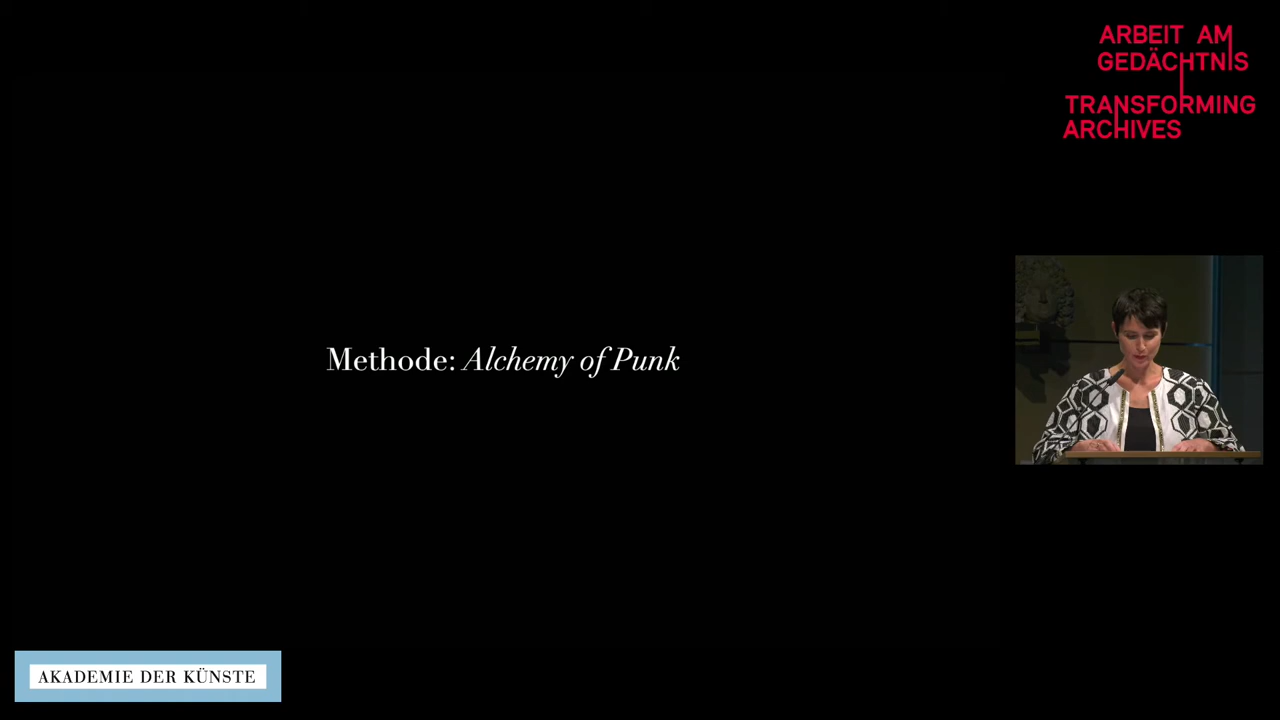 ARBEIT AM
GEDÄCHTNIS
TRANSFORMING
ARCHIVES
Methode: Alchemy of Punk
AKADEMIE DER KÜNSTE